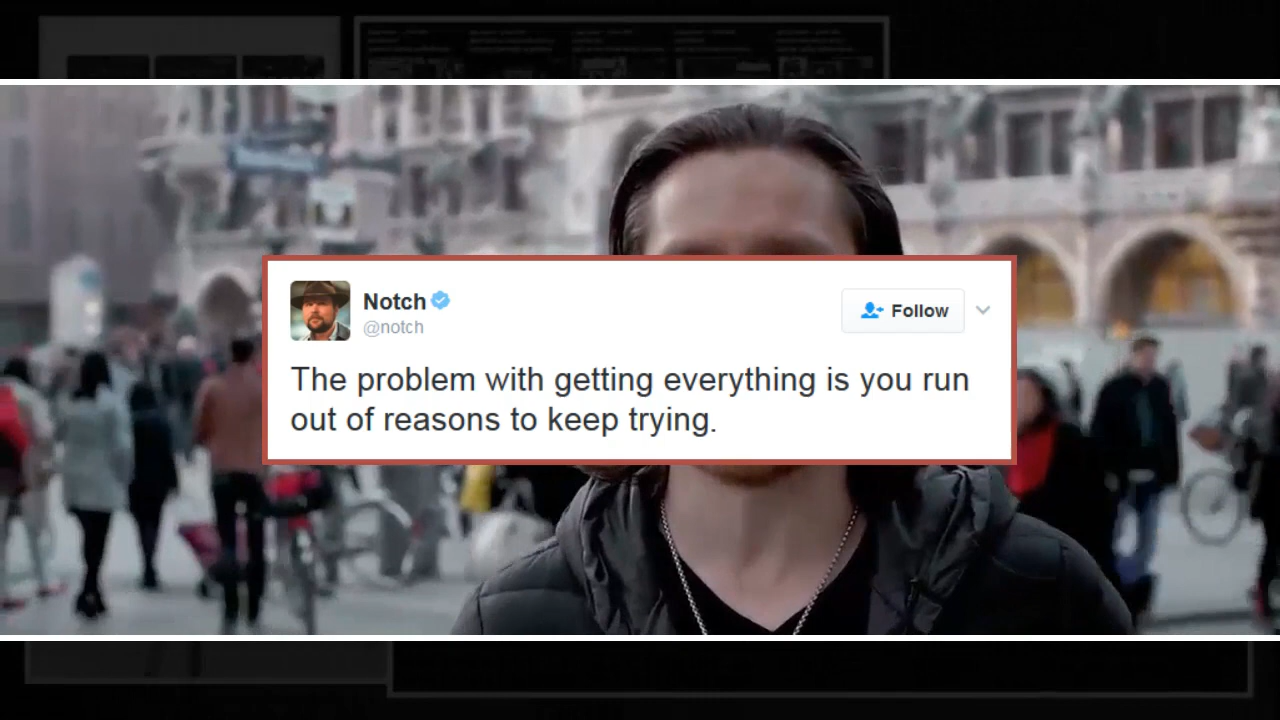 Notch
@notch
Follow
The problem with getting everything is you run
out of reasons to keep trying.